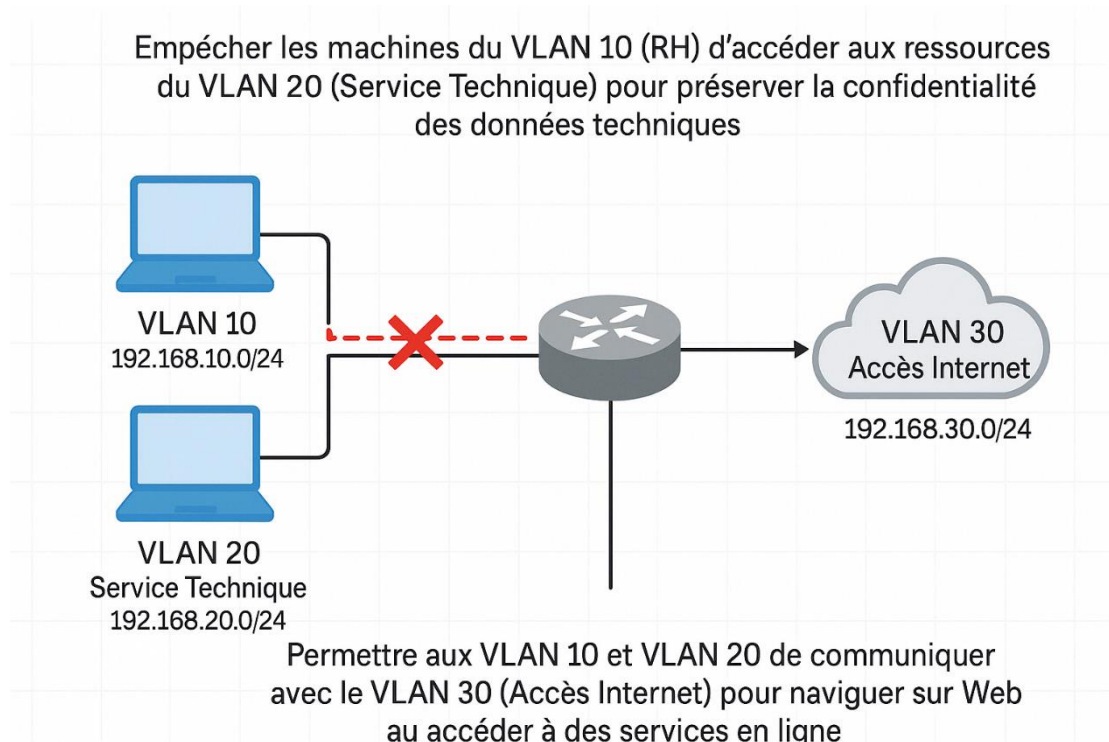 Empécher les machines du VLAN 10 (RH) d'accéder aux ressources
du VLAN 20 (Service Technique) pour préserver la confidentialité
des données techniques
VLAN 10
192.168.10.0/24
VLAN 20
Service Technique
192.168.20.0/24
VLAN 30
Accès Internet
192.168.30.0/24
Permettre aux VLAN 10 et VLAN 20 de communiquer
avec le VLAN 30 (Accès Internet) pour naviguer sur Web
au accéder à des services en ligne